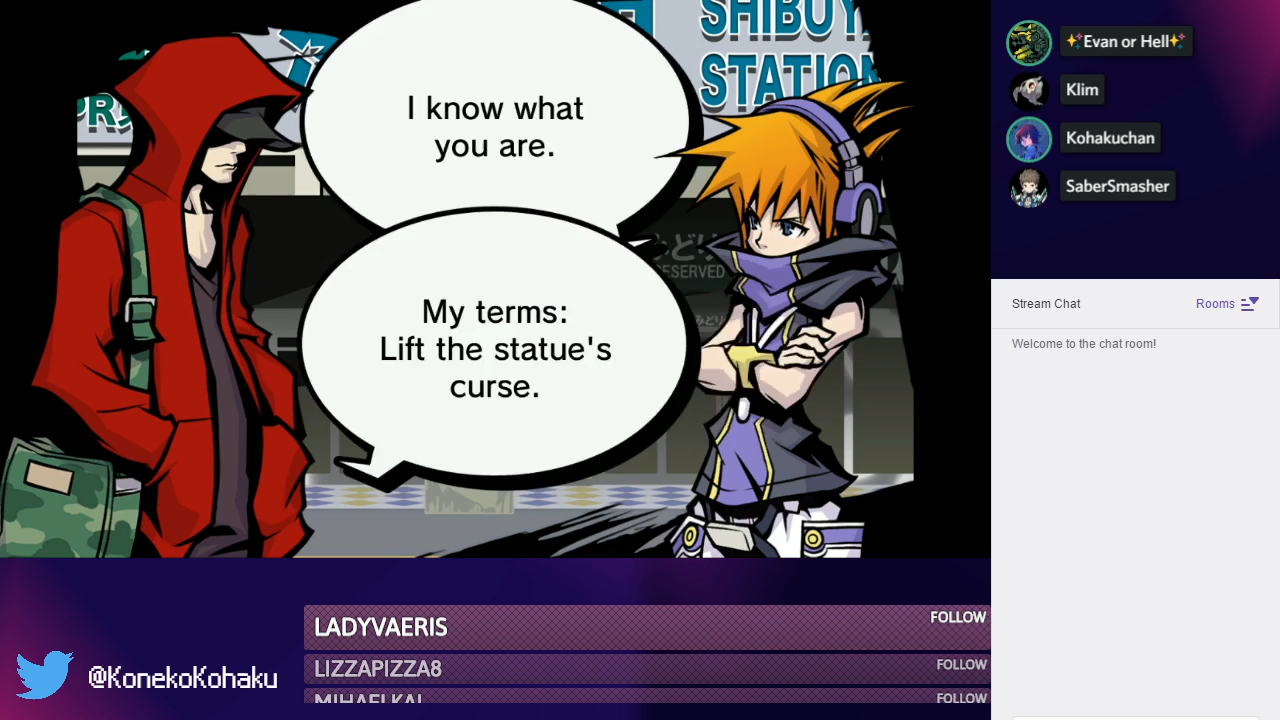 SHIBUY
STATION
I know what
you are.
RESERVED
My terms:
Lift the statue's
curse.
✨Evan or Hell✨
Klim
Kohakuchan
SaberSmasher
Stream Chat
Rooms
Welcome to the chat room!
LADYVAERIS
FOLLOW
LIZZAPIZZA8
FOLLOW
FOLLOW
@KonekoKohaku